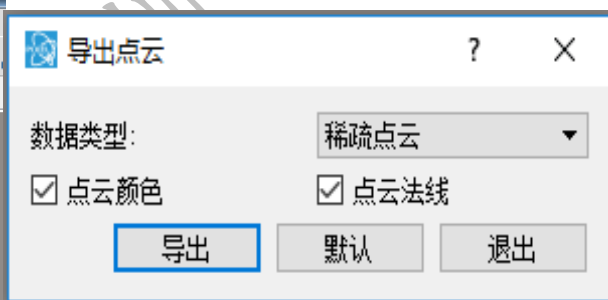 导出点云
数据类型: 稀疏点云
点云颜色 点云法线
导出 默认 退出